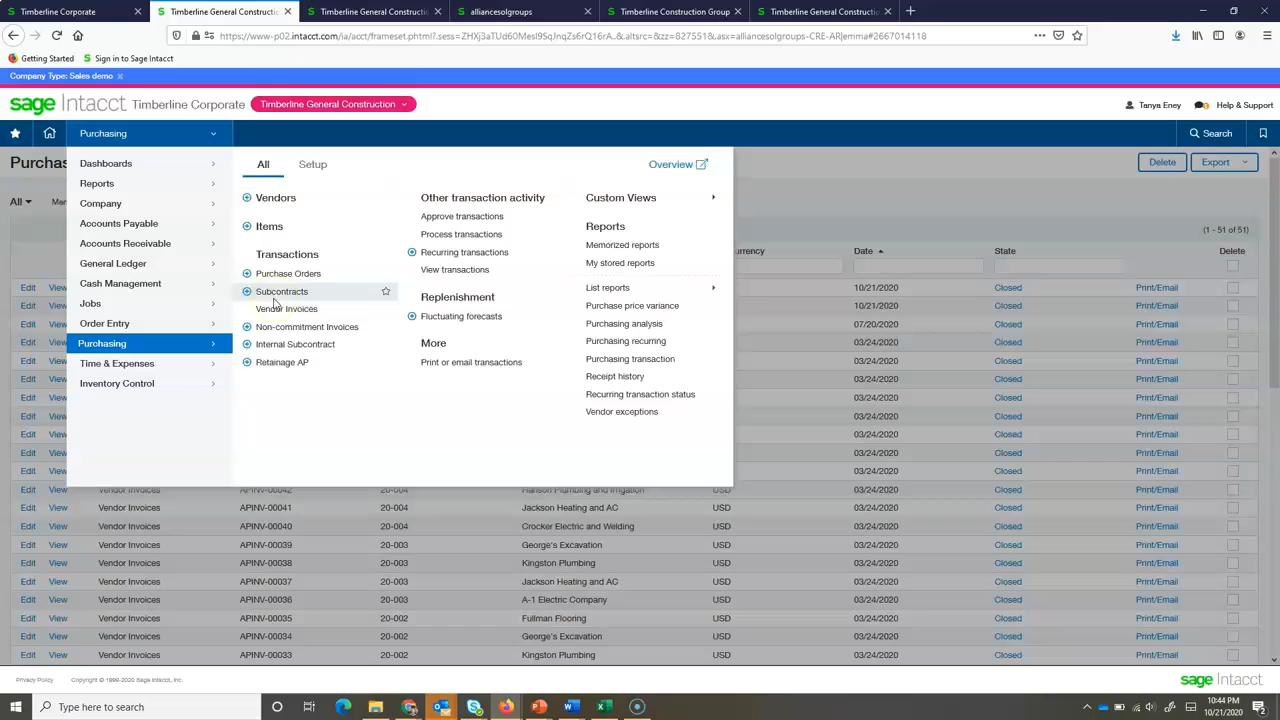 Timberline Corporate
Timberline General Constructi
Timberline General Constructi
alliancesolgroups
Timberline Construction Group
Timberline General Constructi
https://www-p02.intacct.com/ia/acct/frameset.phtml?.sess=
Getting Started
Sign in to Sage Intacct
Company Type: Sales demo
sage Intacct
Timberline Corporate
Timberline General Construction
Tanya Eney
Help & Support
Purchasing
Search
Purchas
Delete
Export
All
Dashboards
Reports
Company
Accounts Payable
Accounts Receivable
General Ledger
Cash Management
Jobs
Order Entry
Purchasing
Time & Expenses
Inventory Control
All
Setup
Overview
Vendors
Items
Transactions
Purchase Orders
Subcontracts
Vendor Invoices
Non-commitment Invoices
Internal Subcontract
Retainage AP
Other transaction activity
Approve transactions
Process transactions
Recurring transactions
View transactions
Replenishment
Fluctuating forecasts
More
Print or email transactions
Custom Views
Reports
Memorized reports
My stored reports
List reports
Purchase price variance
Purchasing analysis
Purchasing recurring
Purchasing transaction
Receipt history
Recurring transaction status
Vendor exceptions
(1 - 51 of 51)
Date
State
Delete
Edit View 10/21/2020 Closed Print/Email
Edit View 10/21/2020 Closed Print/Email
Edit View 07/20/2020 Closed Print/Email
Edit View 03/24/2020 Closed Print/Email
Edit View 03/24/2020 Closed Print/Email
Edit View 03/24/2020 Closed Print/Email
Edit View 03/24/2020 Closed Print/Email
Edit View 03/24/2020 Closed Print/Email
Edit View 03/24/2020 Closed Print/Email
Edit View 03/24/2020 Closed Print/Email
Edit View 03/24/2020 Closed Print/Email
Edit View Vendor Invoices APINV-00042 20-004 Hanson Plumbing and Irrigation USD 03/24/2020 Closed Print/Email
Edit View Vendor Invoices APINV-00041 20-004 Jackson Heating and AC USD 03/24/2020 Closed Print/Email
Edit View Vendor Invoices APINV-00040 20-004 Crocker Electric and Welding USD 03/24/2020 Closed Print/Email
Edit View Vendor Invoices APINV-00039 20-003 George's Excavation USD 03/24/2020 Closed Print/Email
Edit View Vendor Invoices APINV-00038 20-003 Kingston Plumbing USD 03/24/2020 Closed Print/Email
Edit View Vendor Invoices APINV-00037 20-003 Jackson Heating and AC USD 03/24/2020 Closed Print/Email
Edit View Vendor Invoices APINV-00036 20-003 A-1 Electric Company USD 03/24/2020 Closed Print/Email
Edit View Vendor Invoices APINV-00035 20-002 Fullman Flooring USD 03/24/2020 Closed Print/Email
Edit View Vendor Invoices APINV-00034 20-002 George's Excavation USD 03/24/2020 Closed Print/Email
Edit View Vendor Invoices APINV-00033 20-002 Kingston Plumbing USD 03/24/2020 Closed Print/Email
Privacy Policy
Copyright © 1999-2020 Sage Intacct, Inc.
sage Intacct
Type here to search
10:44 PM
10/21/2020